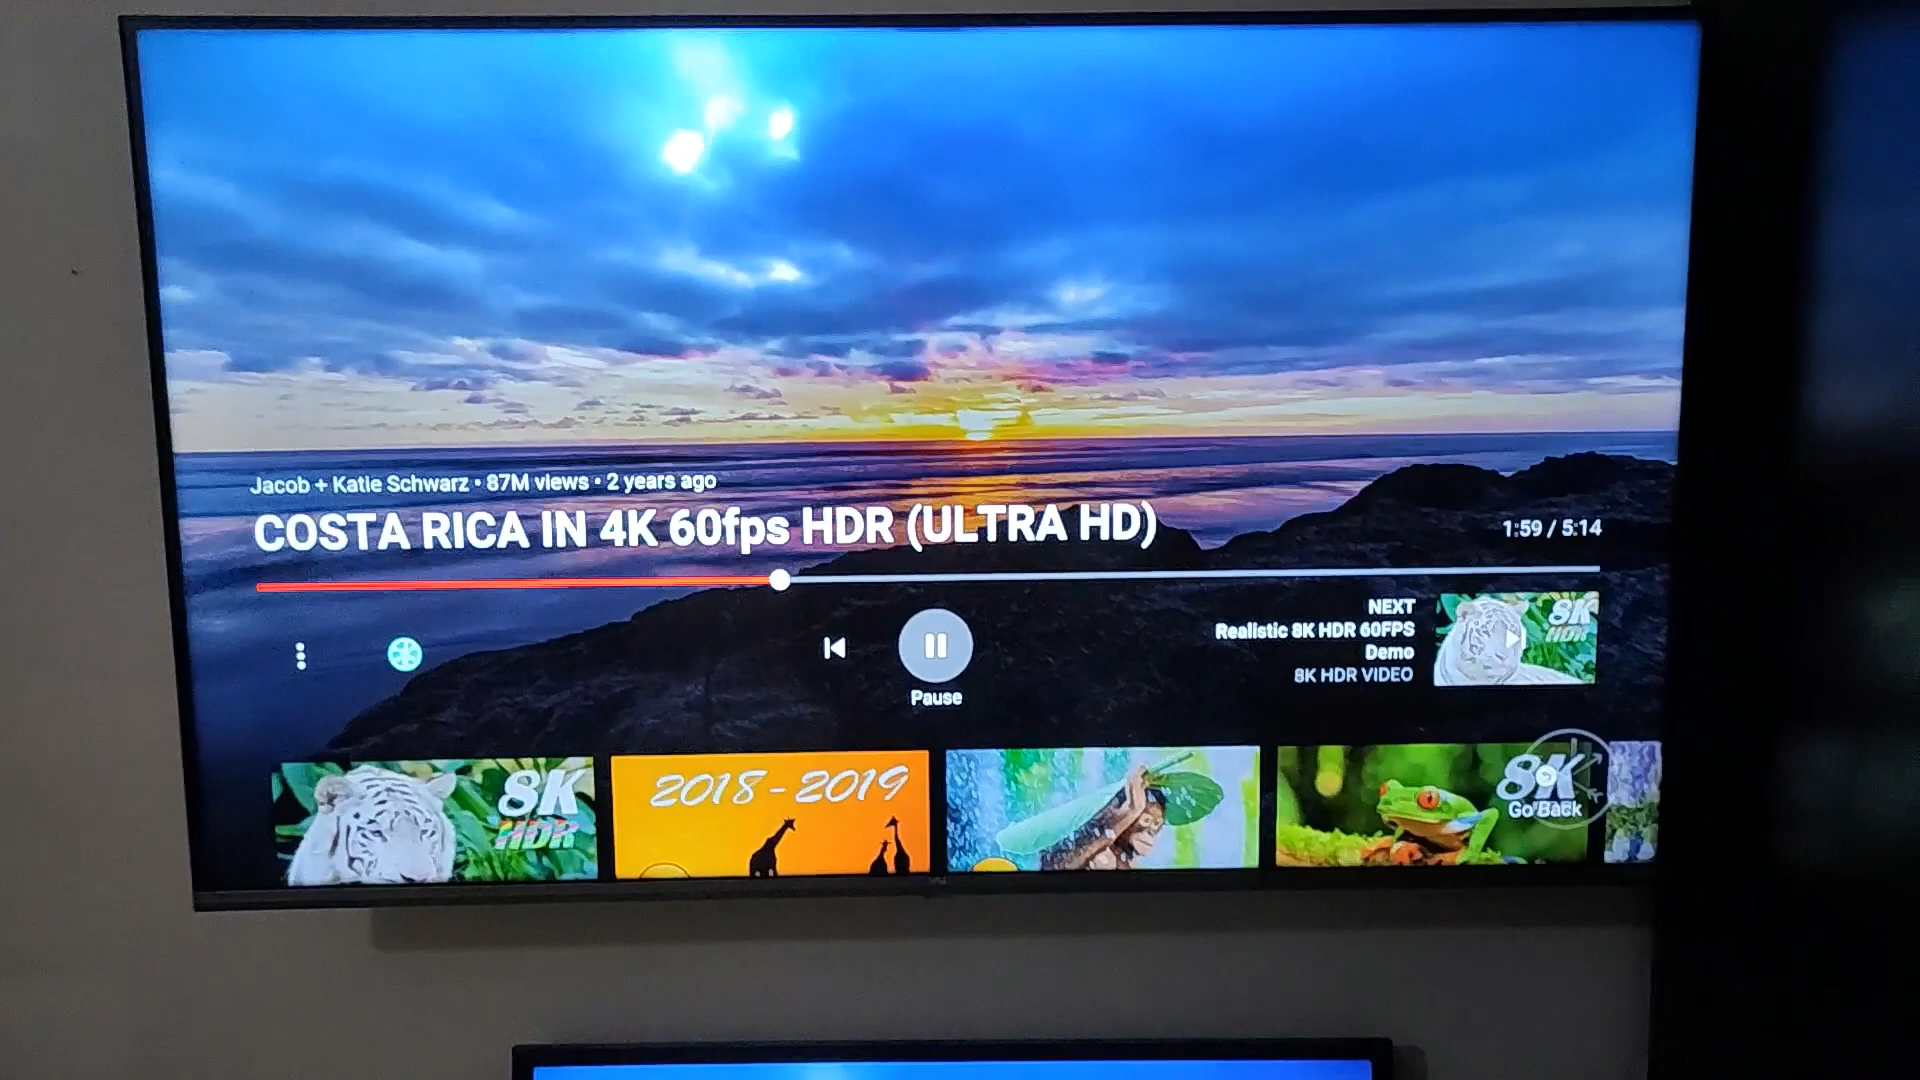 Jacob + Katie Schwarz • 87M views • 2 years ago
COSTA RICA IN 4K 60fps HDR (ULTRA HD)
1:59 / 5:14
NEXT
Realistic 8K HDR 60FPS
Demo
8K HDR VIDEO
8K
HDR
Pause
8K
HDR
2018-2019
8K
Go Back